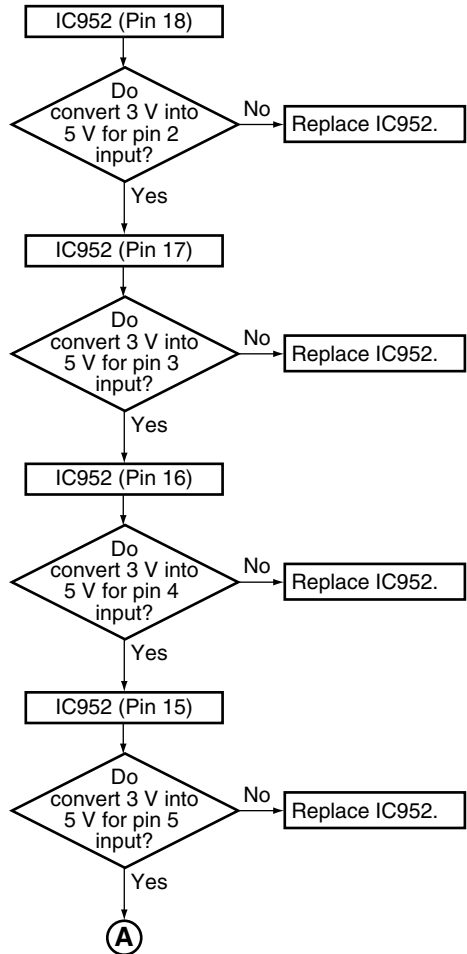 IC952 (Pin 18)
Do
convert 3 V into
5 V for pin 2
input?
No
Replace IC952.
Yes
IC952 (Pin 17)
Do
convert 3 V into
5 V for pin 3
input?
No
Replace IC952.
Yes
IC952 (Pin 16)
Do
convert 3 V into
5 V for pin 4
input?
No
Replace IC952.
Yes
IC952 (Pin 15)
Do
convert 3 V into
5 V for pin 5
input?
No
Replace IC952.
Yes
A